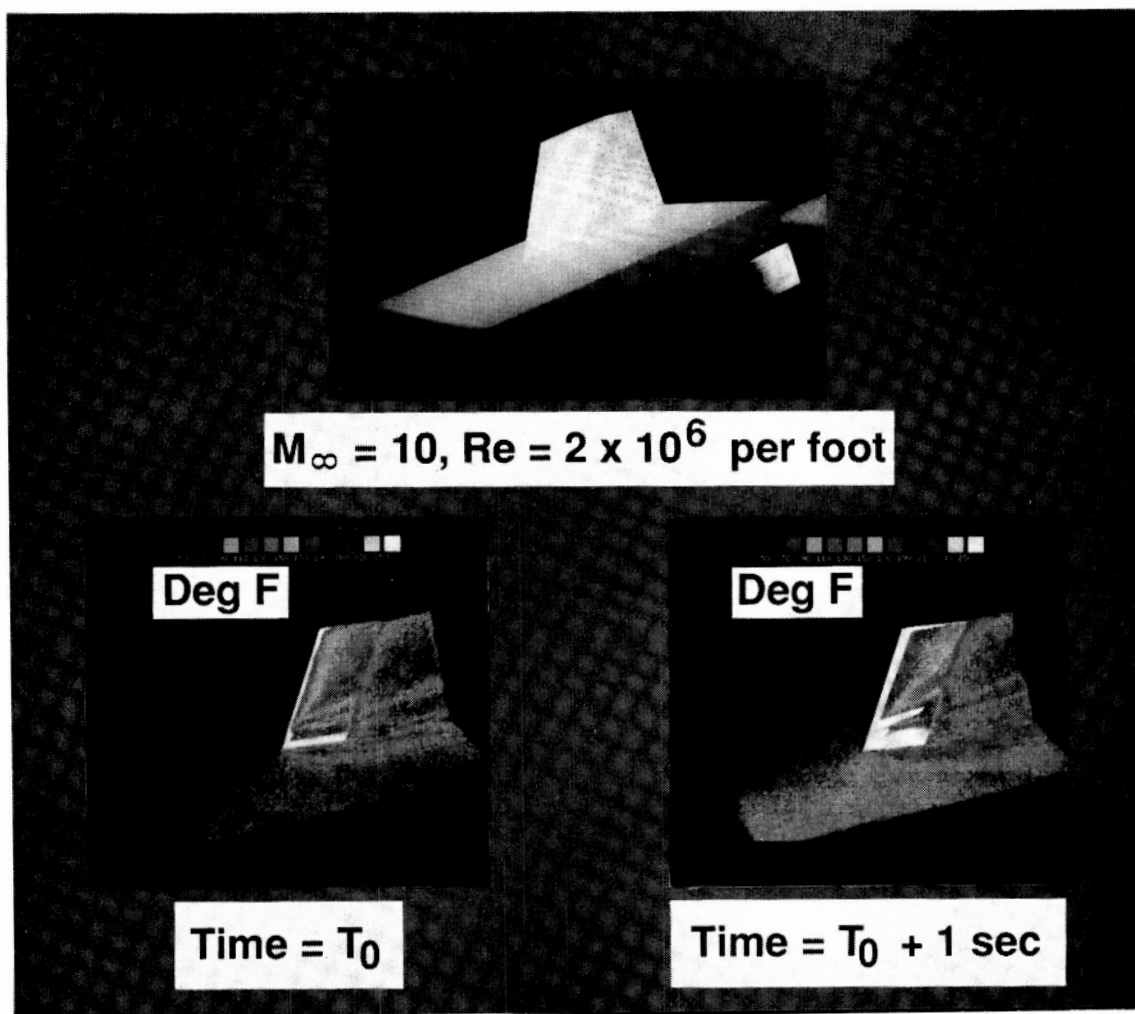 M∞ = 10, Re = 2 x 10⁶ per foot
Deg F
Deg F
Time = T₀
Time = T₀ + 1 sec